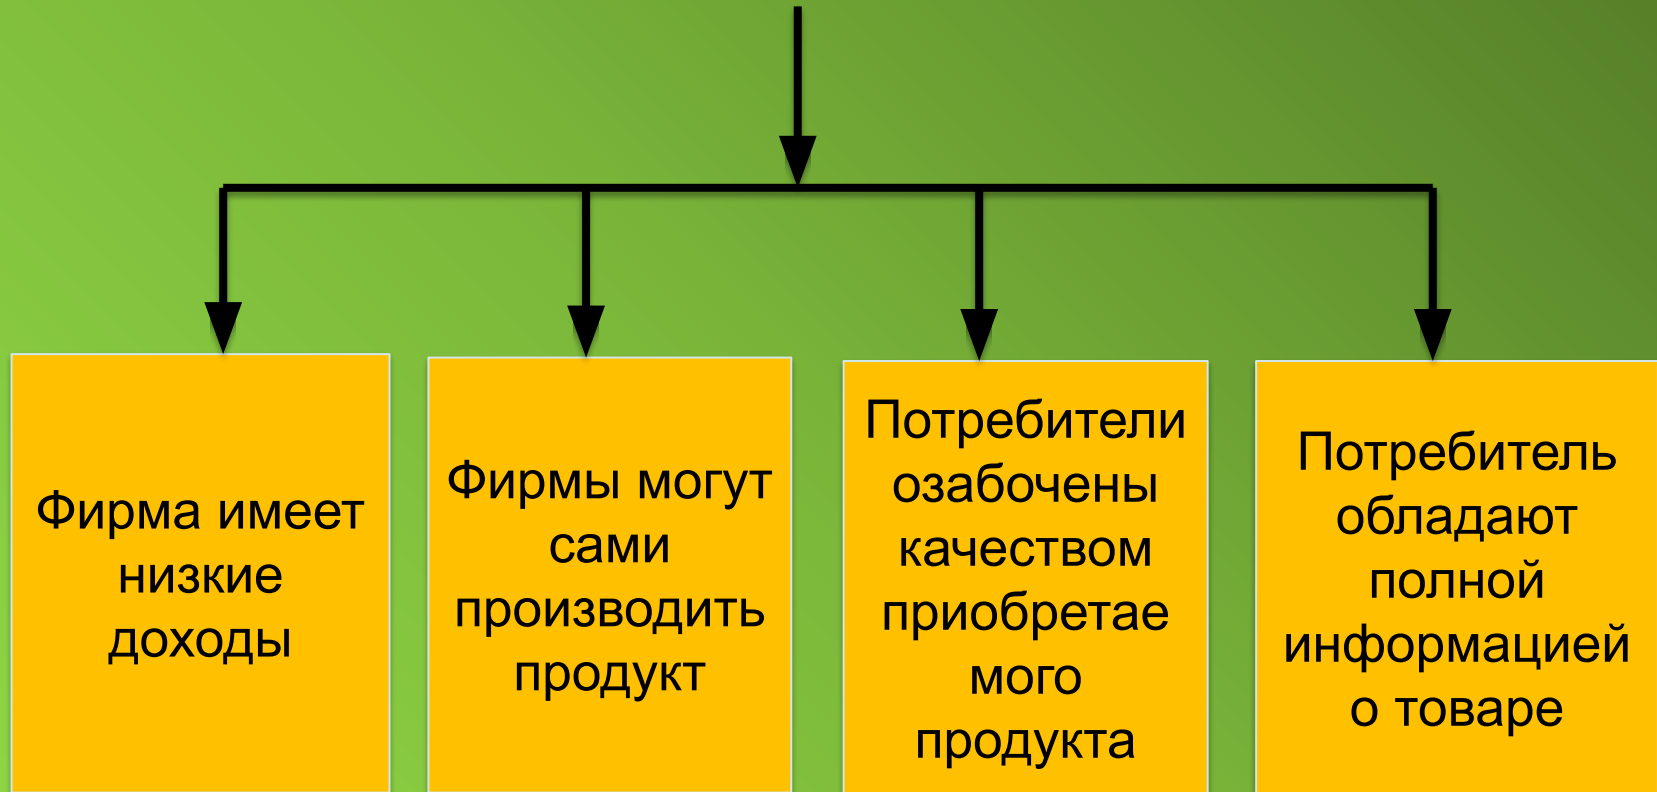 Фирма имеет
низкие
доходы
Фирмы могут
сами
производить
продукт
Потребители
озабочены
качеством
приобретае
мого
продукта
Потребитель
обладают
полной
информацией
о товаре